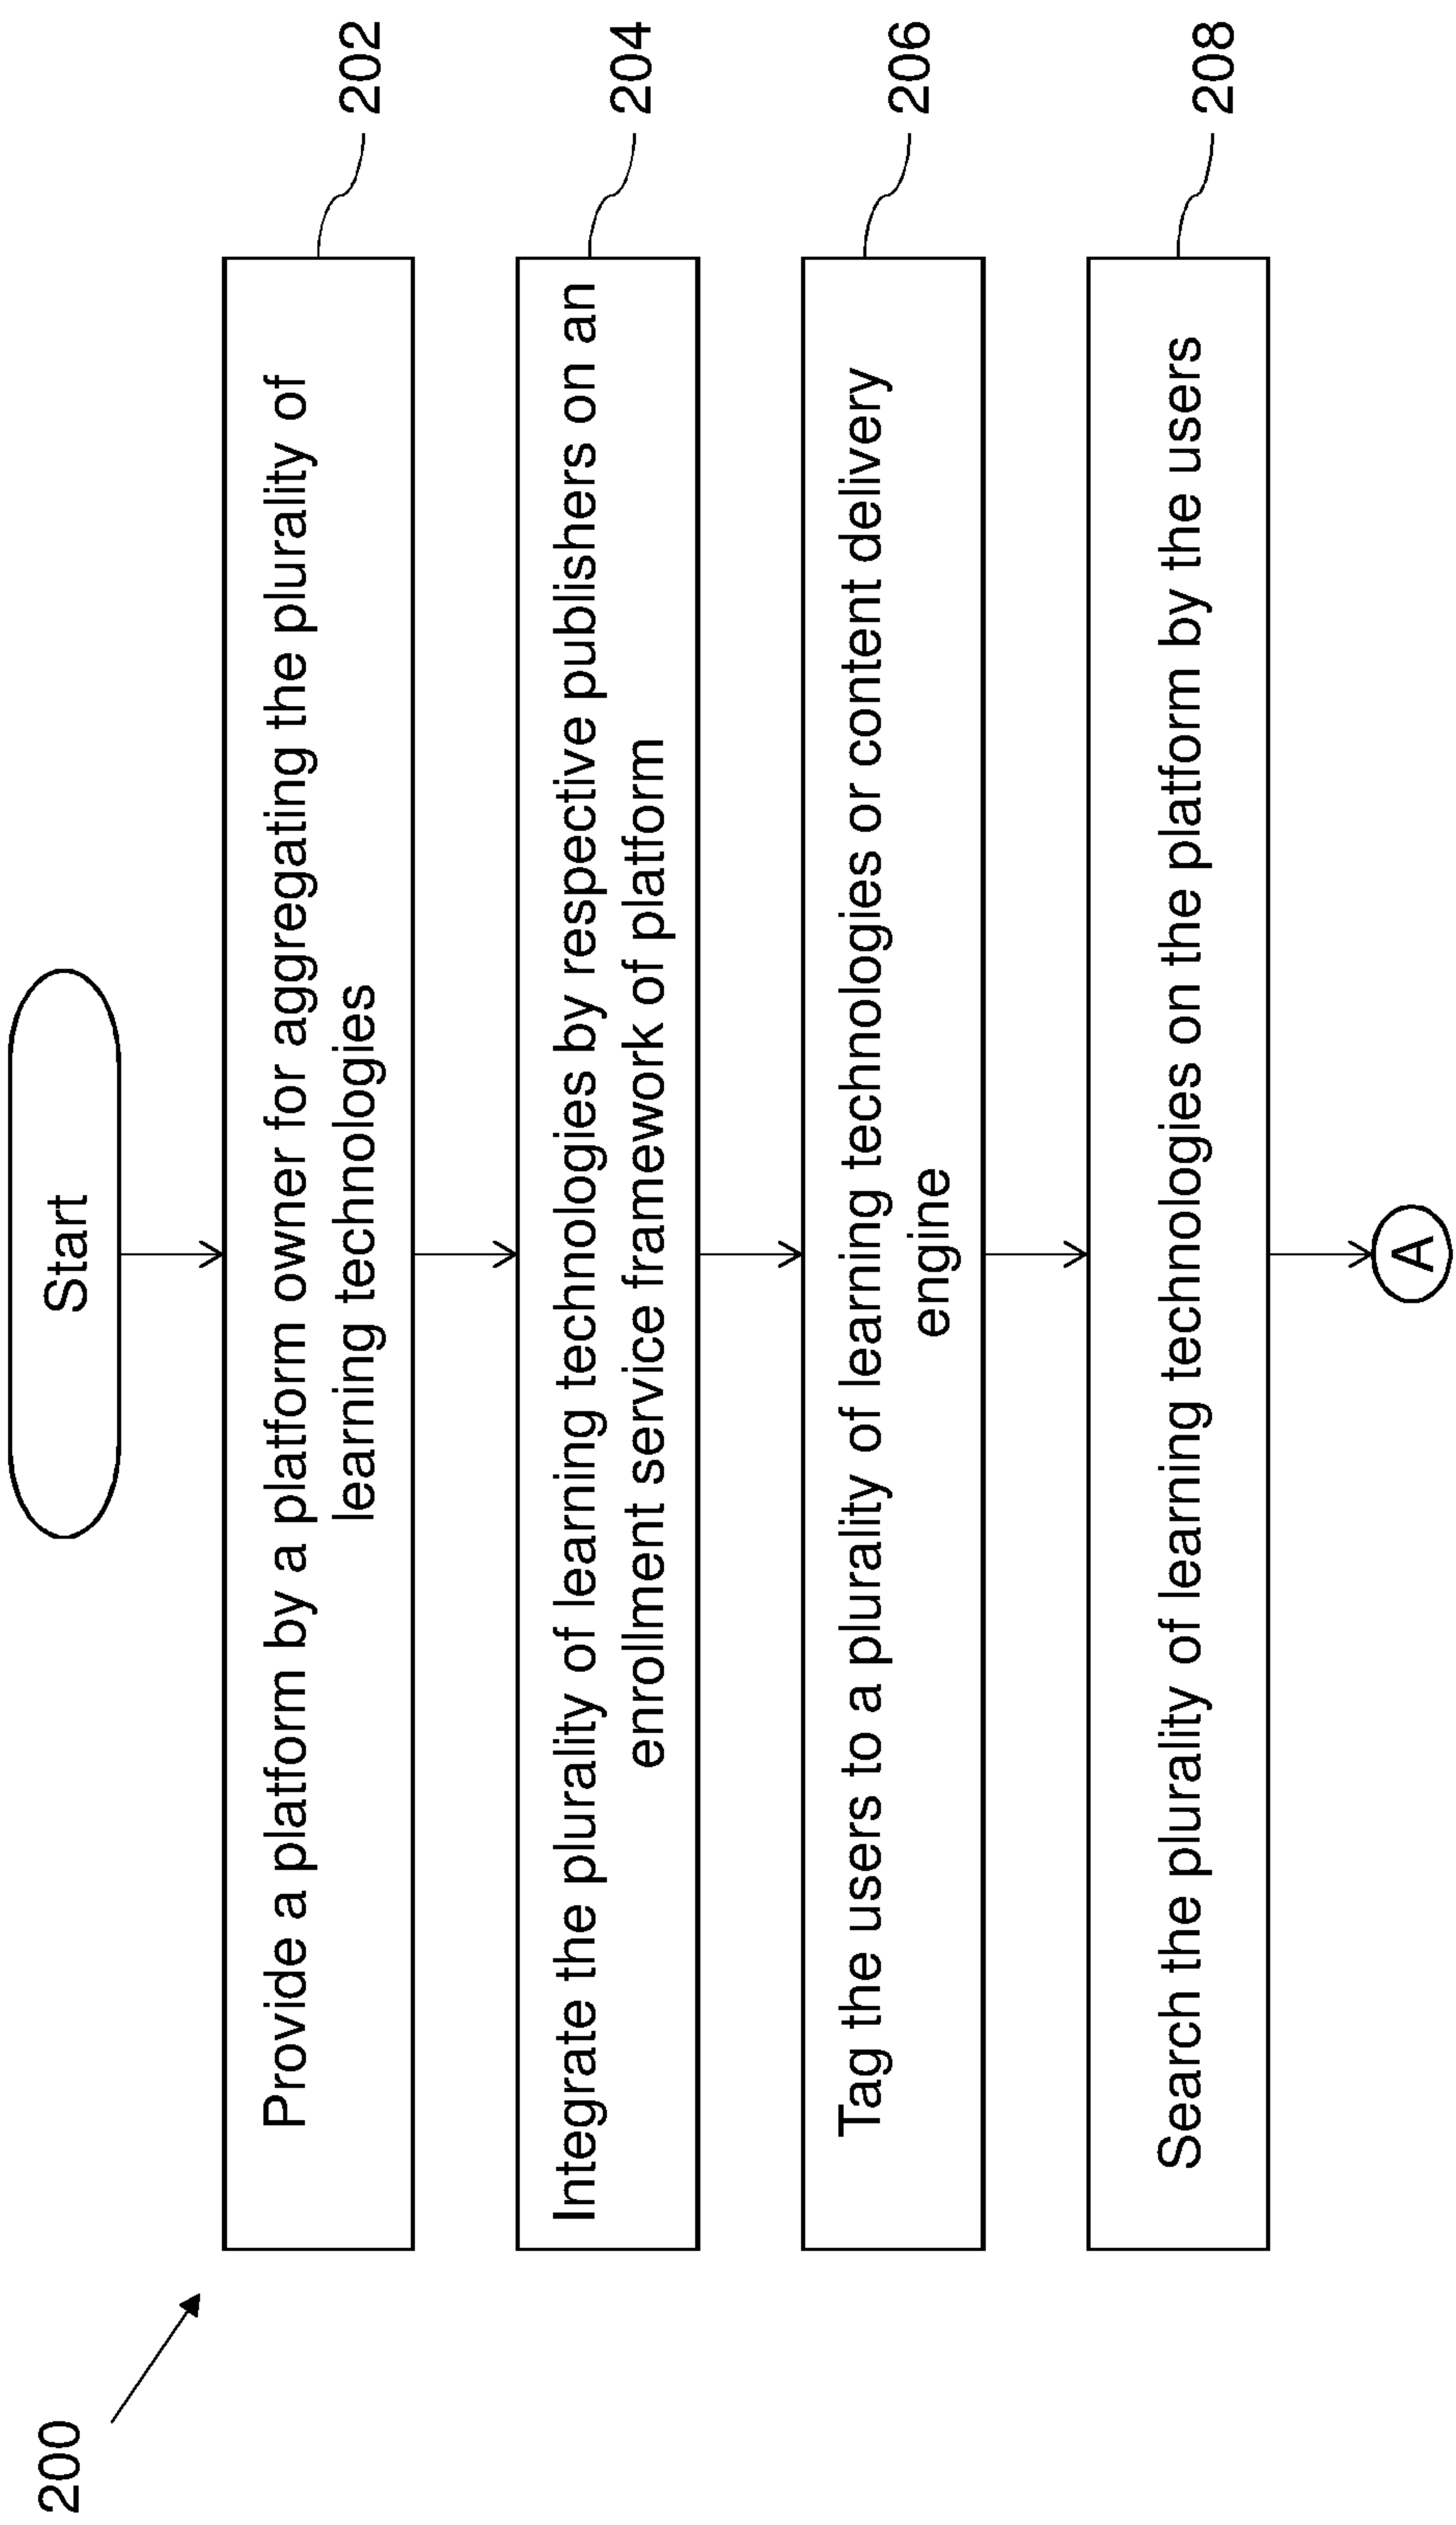 200
Start
Provide a platform by a platform owner for aggregating the plurality of
learning technologies
202
Integrate the plurality of learning technologies by respective publishers on an
enrollment service framework of platform
204
Tag the users to a plurality of learning technologies or content delivery
engine
206
Search the plurality of learning technologies on the platform by the users
208
A